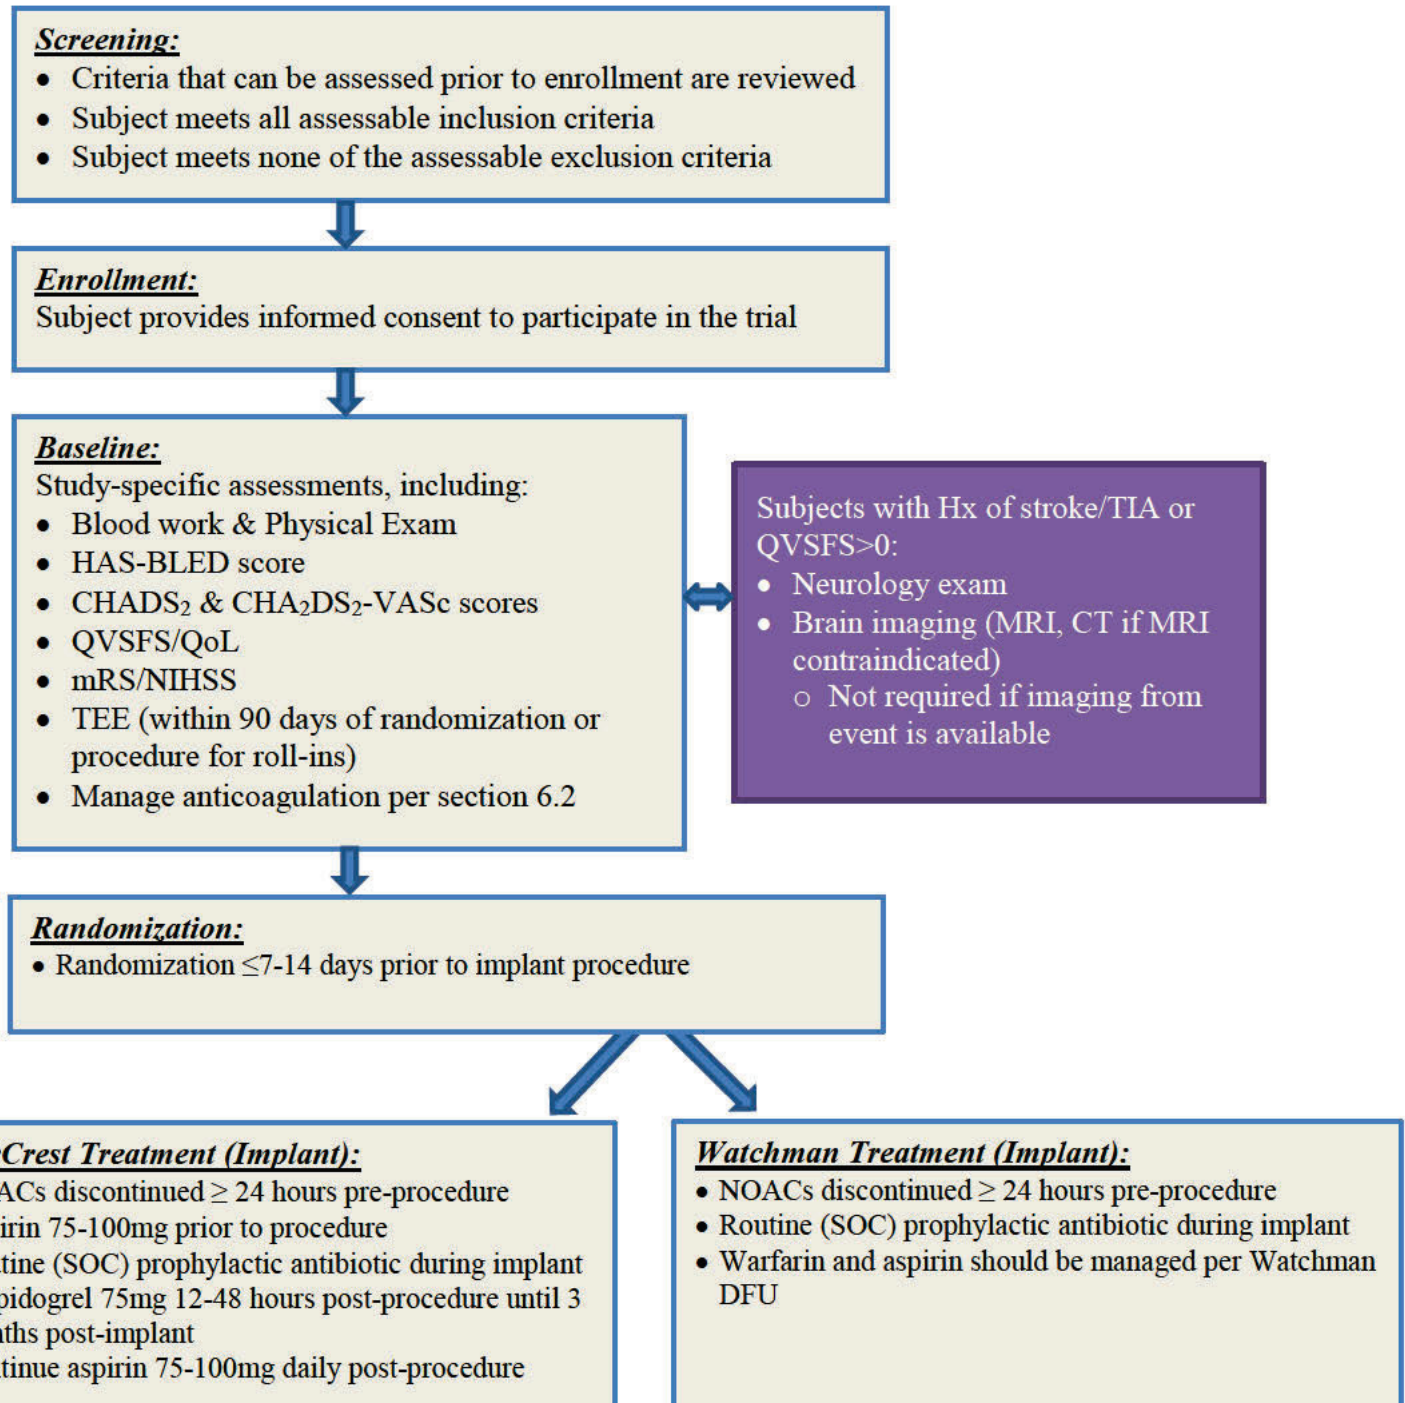 Screening:
• Criteria that can be assessed prior to enrollment are reviewed
• Subject meets all assessable inclusion criteria
• Subject meets none of the assessable exclusion criteria
Enrollment:
Subject provides informed consent to participate in the trial
Baseline:
Study-specific assessments, including:
• Blood work & Physical Exam
• HAS-BLED score
• CHADS₂ & CHA₂DS₂-VASc scores
• QVSFS/QoL
• mRS/NIHSS
• TEE (within 90 days of randomization or
procedure for roll-ins)
• Manage anticoagulation per section 6.2
Subjects with Hx of stroke/TIA or
QVSFS>0:
• Neurology exam
• Brain imaging (MRI, CT if MRI
contraindicated)
○ Not required if imaging from
event is available
Randomization:
• Randomization ≤7-14 days prior to implant procedure
Crest Treatment (Implant):
ACs discontinued ≥ 24 hours pre-procedure
irin 75-100mg prior to procedure
tine (SOC) prophylactic antibiotic during implant
pidogrel 75mg 12-48 hours post-procedure until 3
nths post-implant
tinue aspirin 75-100mg daily post-procedure
Watchman Treatment (Implant):
• NOACs discontinued ≥ 24 hours pre-procedure
• Routine (SOC) prophylactic antibiotic during implant
• Warfarin and aspirin should be managed per Watchman
DFU